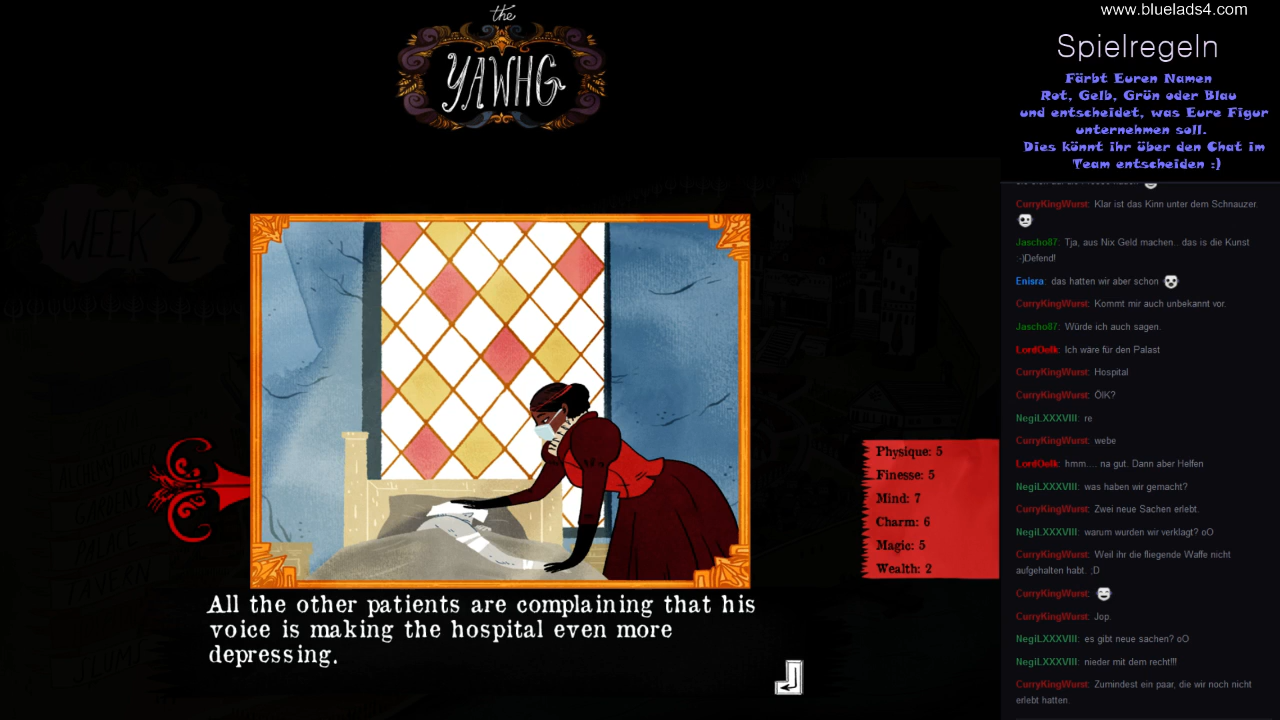 the
YAWHG
WEEK 2
GARDENS
PALACE
TAVERN
SLUMS
All the other patients are complaining that his
voice is making the hospital even more
depressing.
Physique: 5
Finesse: 5
Mind: 7
Charm: 6
Magic: 5
Wealth: 2
www.bluelads4.com
Spielregeln
Färbt Euren Namen
Rot, Gelb, Grün oder Blau
und entscheidet, was Eure Figur
unternehmen soll.
Dies könnt ihr über den Chat im
Team entscheiden :)
CurryKingWurst: Klar ist das Kinn unter dem Schnauzer.
Jascholl7: Tja, aus Nix Geld machen.. das is die Kunst
:-)Defend!
Enisra: das hatten wir aber schon
CurryKingWurst: Kommt mir auch unbekannt vor.
Jascholl7: Würde ich auch sagen.
LordOelk: Ich wäre für den Palast
CurryKingWurst: Hospital
CurryKingWurst: ÖlK?
NegiLXXXVIII: re
CurryKingWurst: webe
LordOelk: hmm.... na gut. Dann aber Helfen
NegiLXXXVIII: was haben wir gemacht?
CurryKingWurst: Zwei neue Sachen erlebt.
NegiLXXXVIII: warum wurden wir verklagt? oO
CurryKingWurst: Weil ihr die fliegende Waffe nicht
aufgehalten habt. ;D
CurryKingWurst:
CurryKingWurst: Jop.
NegiLXXXVIII: es gibt neue sachen? oO
NegiLXXXVIII: nieder mit dem recht!!!
CurryKingWurst: Zumindest ein paar, die wir noch nicht
erlebt hatten.